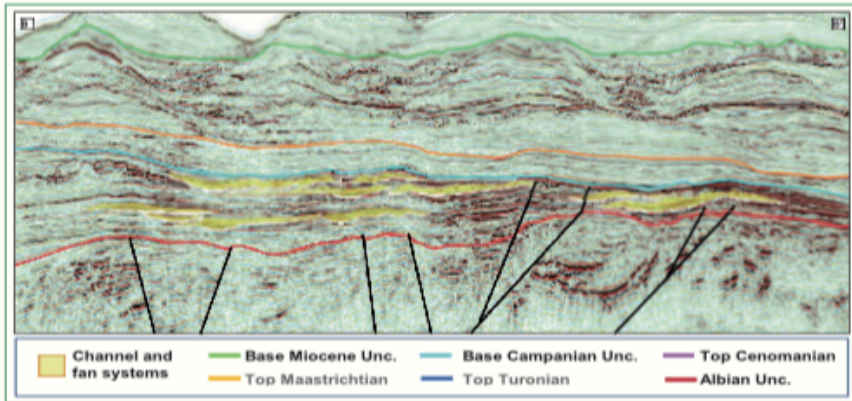 Channel and
fan systems
Base Miocene Unc.
Top Maastrichtian
Base Campanian Unc.
Top Turonian
Top Cenomanian
Albian Unc.